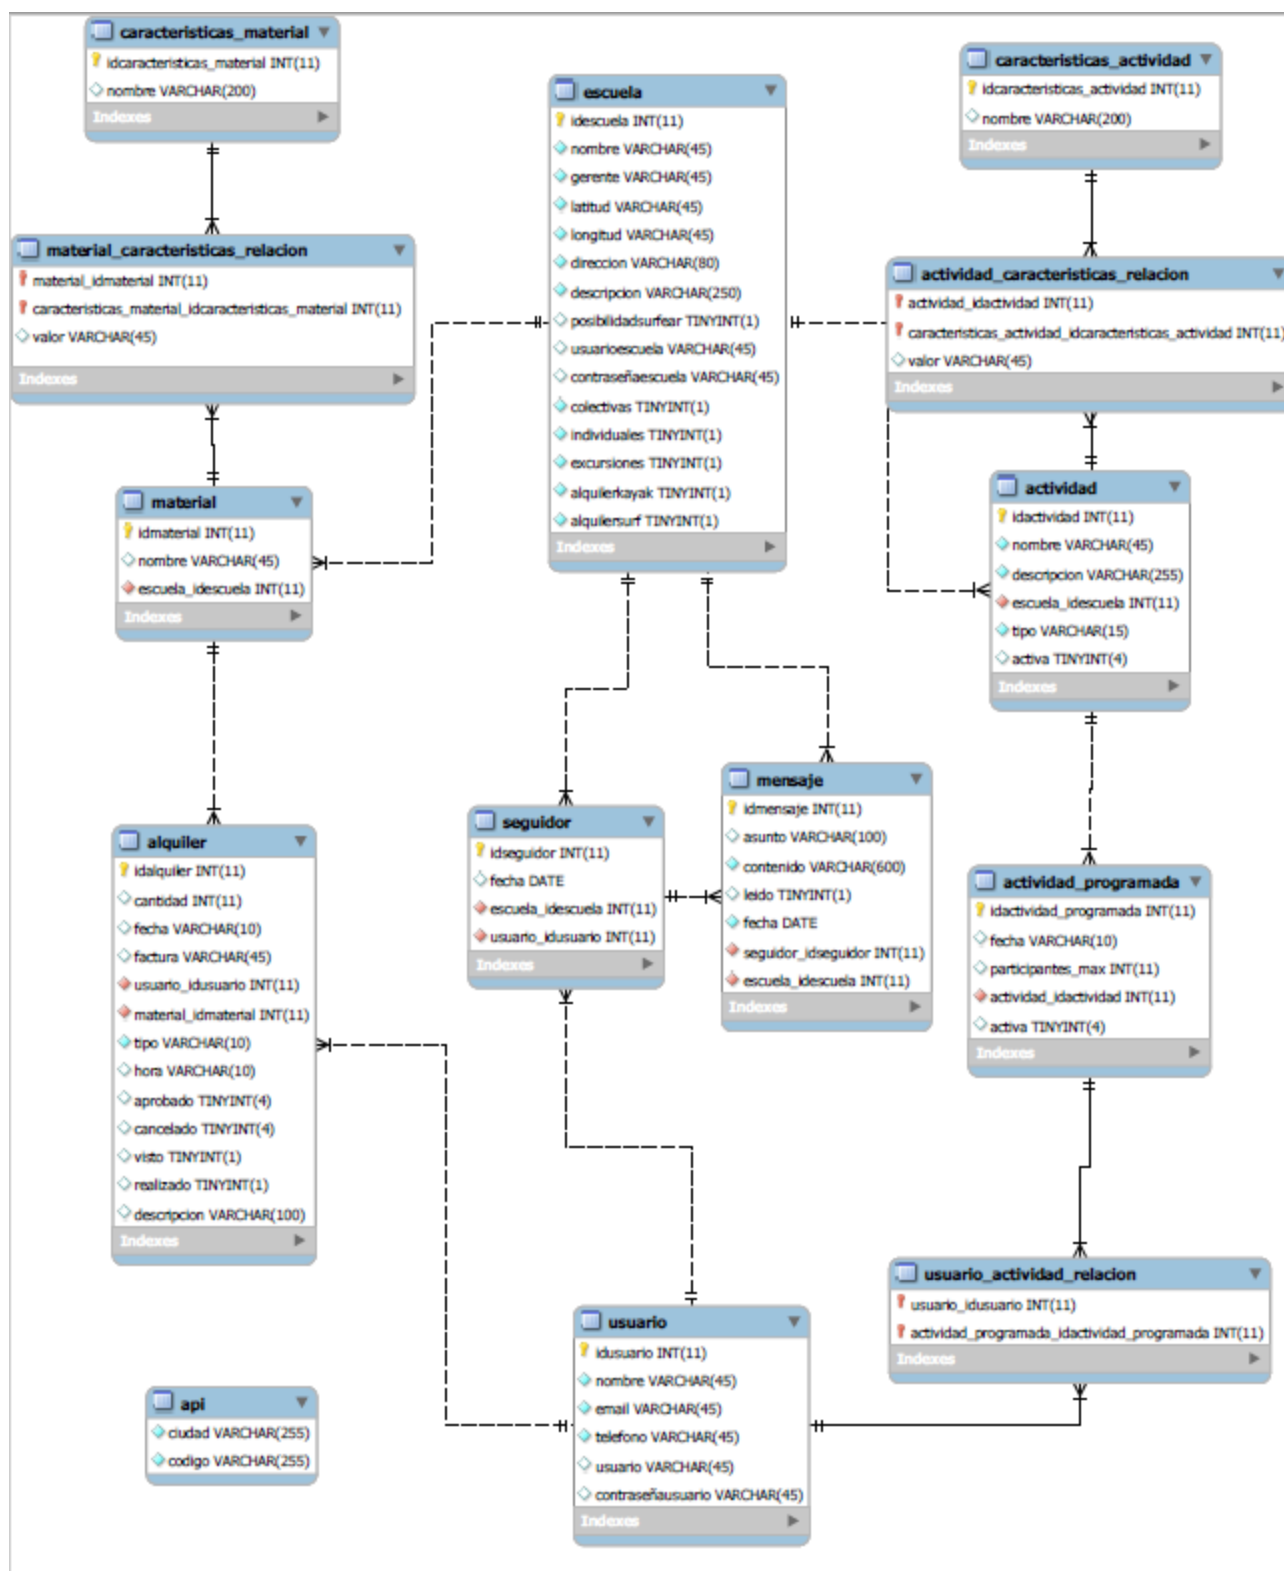 caracteristicas_material
idcaracteristicas_material INT(11)
nombre VARCHAR(200)
Indexes
caracteristicas_actividad
idcaracteristicas_actividad INT(11)
nombre VARCHAR(200)
Indexes
escuela
idescuela INT(11)
nombre VARCHAR(45)
gerente VARCHAR(45)
latitud VARCHAR(45)
longitud VARCHAR(45)
direccion VARCHAR(80)
descripcion VARCHAR(250)
posibilidadsurfear TINYINT(1)
usuarioescuela VARCHAR(45)
contraseñaescuela VARCHAR(45)
colectivas TINYINT(1)
individuales TINYINT(1)
excursiones TINYINT(1)
alquilerkayak TINYINT(1)
alquilersurf TINYINT(1)
Indexes
material_caracteristicas_relacion
material_idmaterial INT(11)
caracteristicas_material_idcaracteristicas_material INT(11)
valor VARCHAR(45)
Indexes
actividad_caracteristicas_relacion
actividad_idactividad INT(11)
caracteristicas_actividad_idcaracteristicas_actividad INT(11)
valor VARCHAR(45)
Indexes
material
idmaterial INT(11)
nombre VARCHAR(45)
escuela_idescuela INT(11)
Indexes
actividad
idactividad INT(11)
nombre VARCHAR(45)
descripcion VARCHAR(255)
escuela_idescuela INT(11)
tipo VARCHAR(15)
activa TINYINT(4)
Indexes
mensaje
idmensaje INT(11)
asunto VARCHAR(100)
contenido VARCHAR(600)
leido TINYINT(1)
fecha DATE
seguidor_idseguidor INT(11)
escuela_idescuela INT(11)
Indexes
seguidor
idseguidor INT(11)
fecha DATE
escuela_idescuela INT(11)
usuario_idusuario INT(11)
Indexes
alquiler
idalquiler INT(11)
cantidad INT(11)
fecha VARCHAR(10)
factura VARCHAR(45)
usuario_idusuario INT(11)
material_idmaterial INT(11)
tipo VARCHAR(10)
hora VARCHAR(10)
aprobado TINYINT(4)
cancelado TINYINT(4)
visto TINYINT(1)
realizado TINYINT(1)
descripcion VARCHAR(100)
Indexes
actividad_programada
idactividad_programada INT(11)
fecha VARCHAR(10)
participantes_max INT(11)
actividad_idactividad INT(11)
activa TINYINT(4)
Indexes
usuario_actividad_relacion
usuario_idusuario INT(11)
actividad_programada_idactividad_programada INT(11)
Indexes
usuario
idusuario INT(11)
nombre VARCHAR(45)
email VARCHAR(45)
telefono VARCHAR(45)
usuario VARCHAR(45)
contraseñausuario VARCHAR(45)
Indexes
api
ciudad VARCHAR(255)
codigo VARCHAR(255)